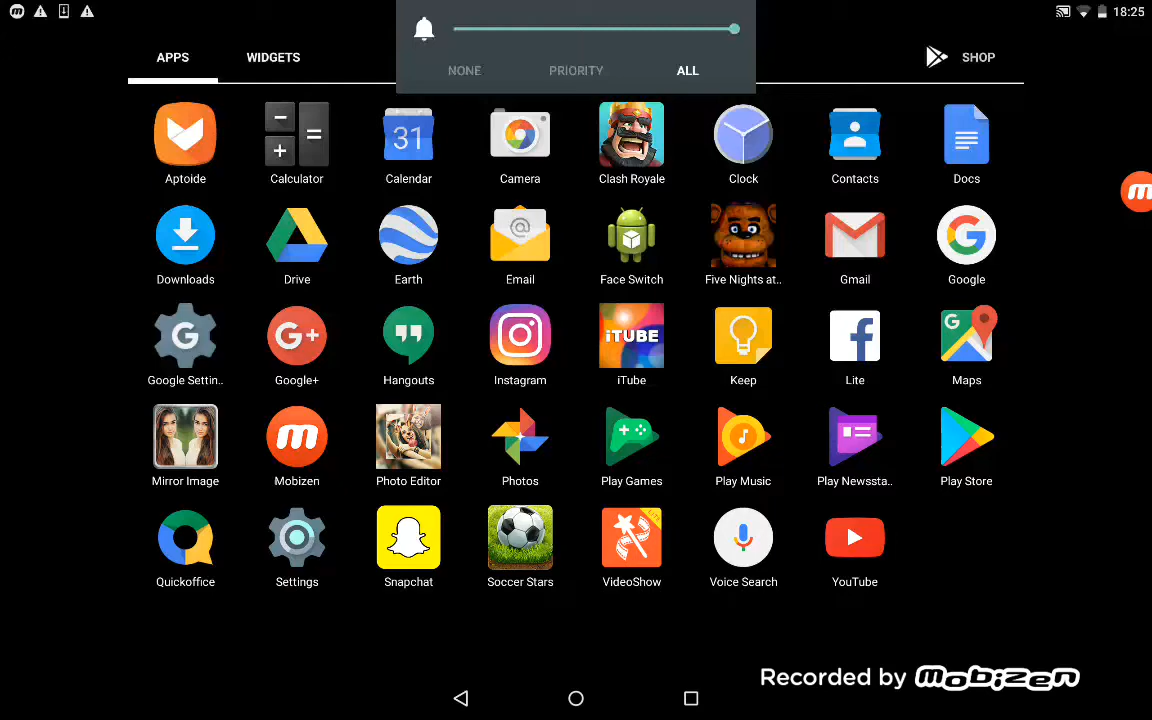 18:25
APPS WIDGETS SHOP
NONE PRIORITY ALL
Aptoide Calculator Calendar Camera Clash Royale Clock Contacts Docs
31
Downloads Drive Earth Email Face Switch Five Nights at.. Gmail Google
G+ iTUBE
Google Settin.. Google+ Hangouts Instagram iTube Keep Lite Maps
Mirror Image Mobizen Photo Editor Photos Play Games Play Music Play Newssta.. Play Store
Quickoffice Settings Snapchat Soccer Stars VideoShow Voice Search YouTube
Recorded by mobizen